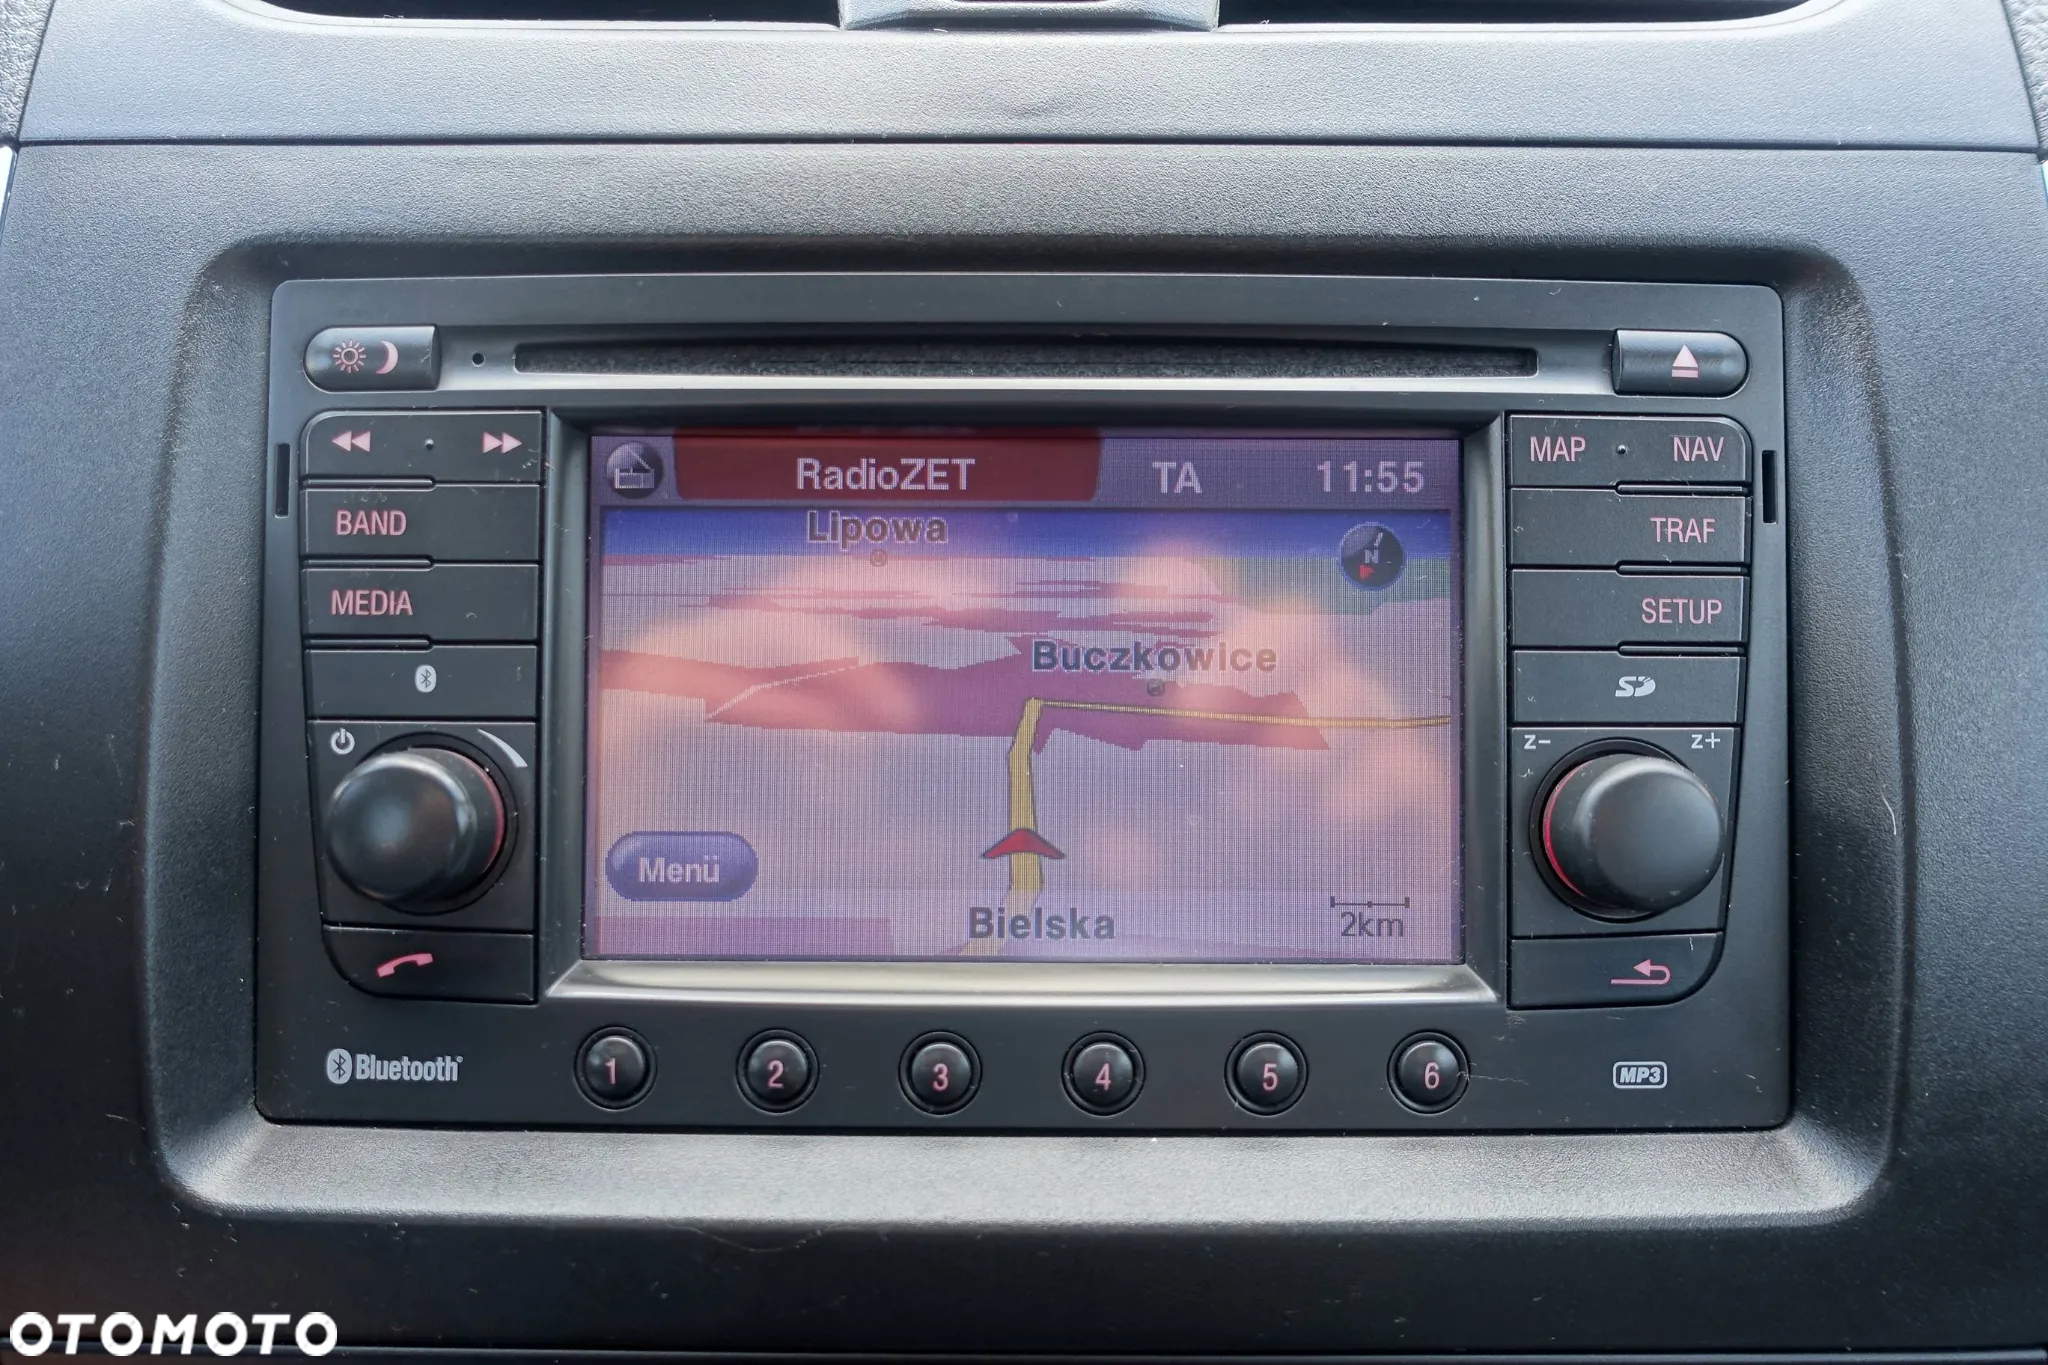 RadioZET TA 11:55
Lipowa
N
Buczkowice
Menü
Bielska
2km
MAP NAV
BAND
TRAF
MEDIA
SETUP
z- z+
Bluetooth
1 2 3 4 5 6
MP3
SD
OTOMOTO